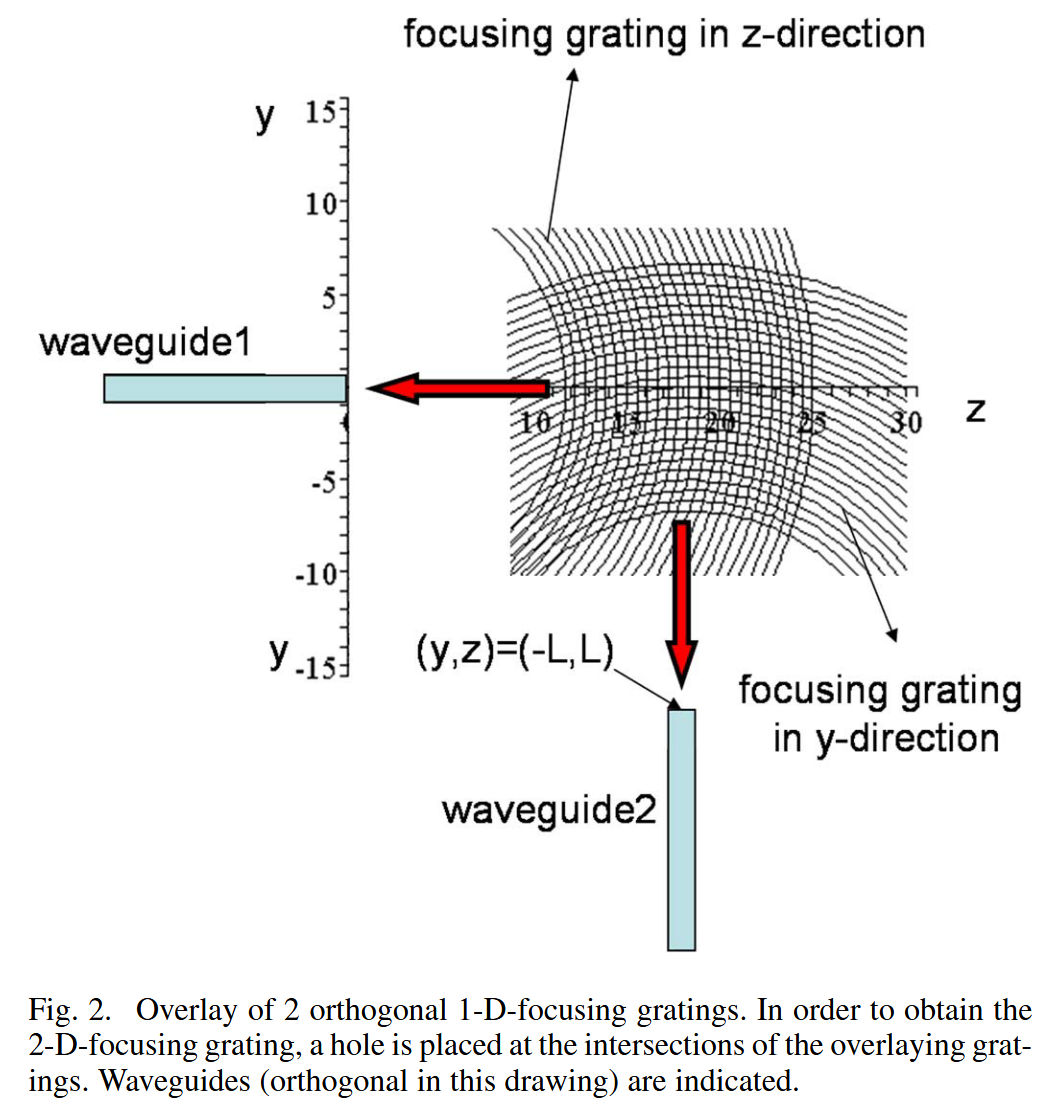 focusing grating in z-direction
y 15
10
5
waveguide1
10 15 20 25 30 z
-5
-10
y -15
(y,z)=(-L,L)
focusing grating
in y-direction
waveguide2
Fig. 2. Overlay of 2 orthogonal 1-D-focusing gratings. In order to obtain the
2-D-focusing grating, a hole is placed at the intersections of the overlaying grat-
ings. Waveguides (orthogonal in this drawing) are indicated.